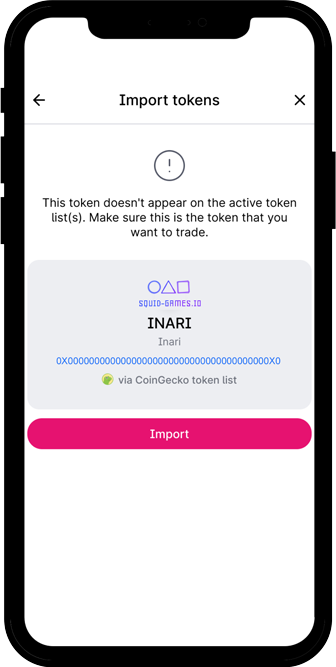 Import tokens
This token doesn't appear on the active token
list(s). Make sure this is the token that you
want to trade.
SQUID-GAMES.IO
INARI
Inari
0X00000000000000000000000000000000000000X0
via CoinGecko token list
Import